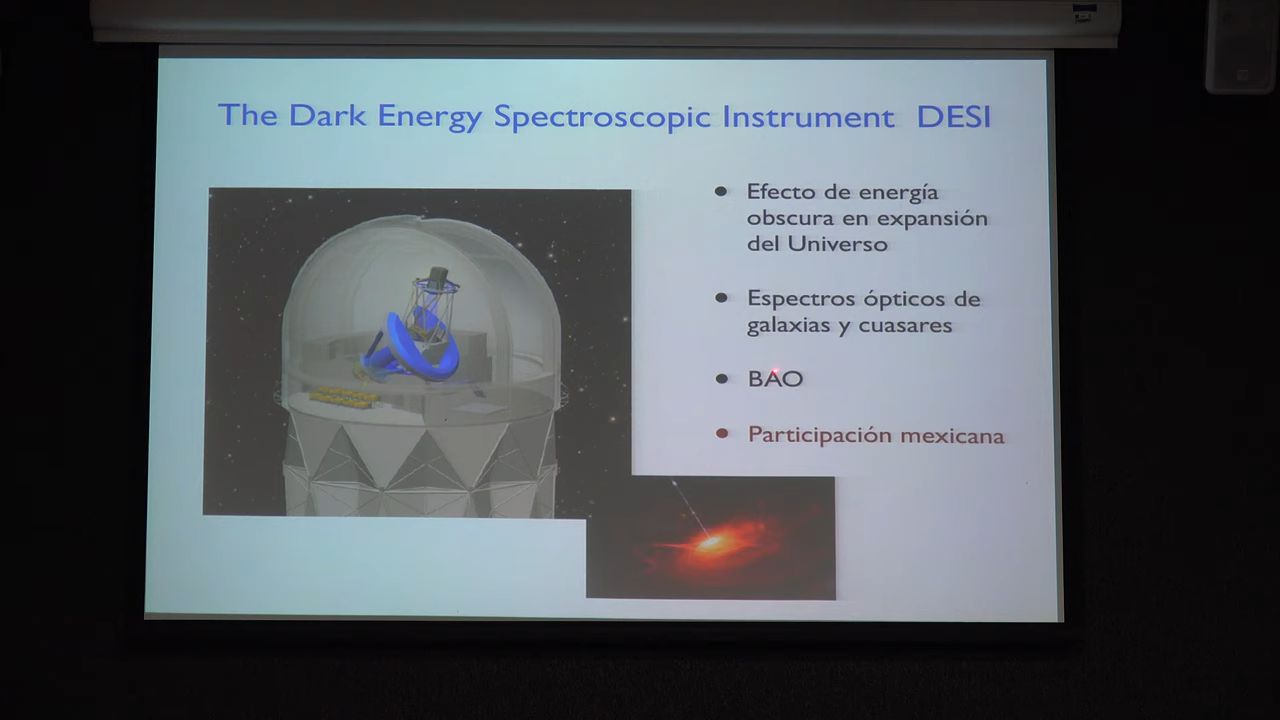 The Dark Energy Spectroscopic Instrument DESI
• Efecto de energía
obscura en expansión
del Universo
• Espectros ópticos de
galaxias y cuasares
• BAO
• Participación mexicana